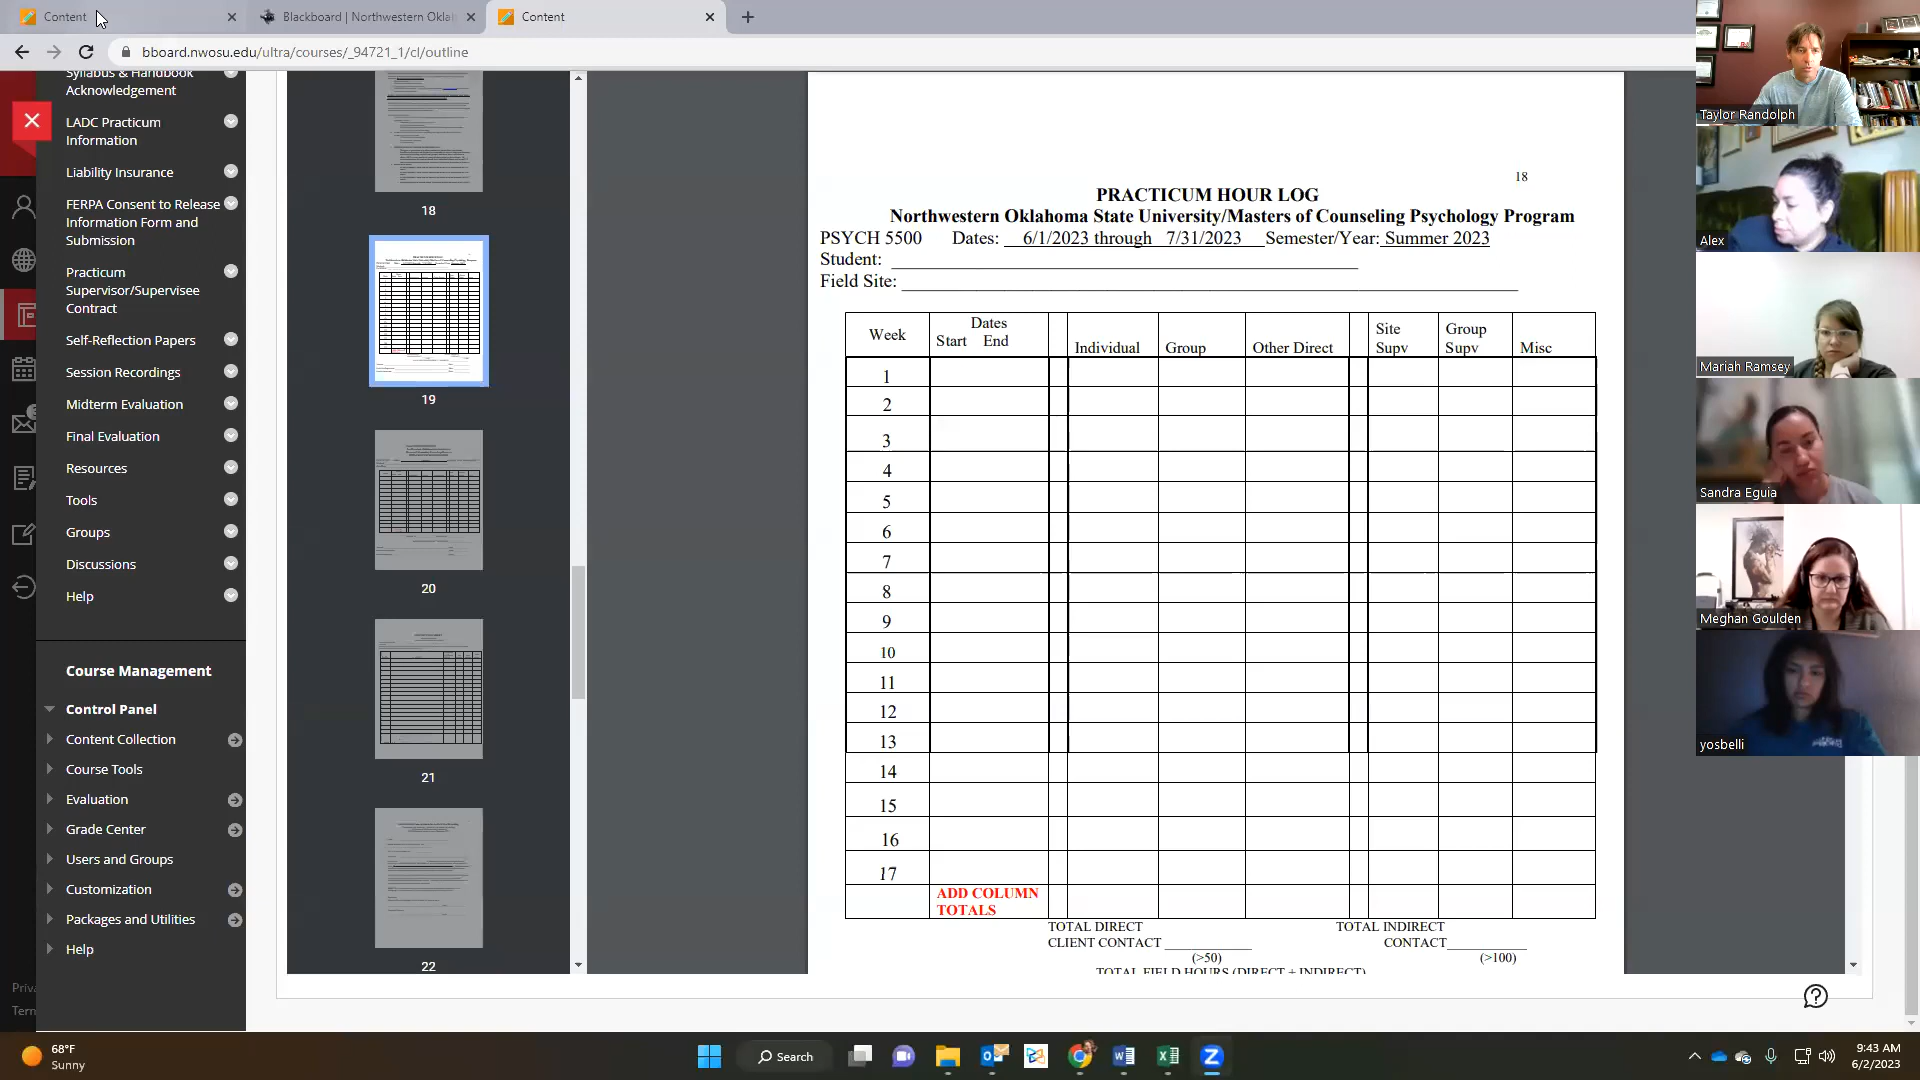 Content
Blackboard | Northwestern Okla
Content
bboard.nwosu.edu/ultra/courses/_94721_1/cl/outline
Syllabus & Handbook
Acknowledgement
LADC Practicum
Information
Liability Insurance
FERPA Consent to Release
Information Form and
Submission
Practicum
Supervisor/Supervisee
Contract
Self-Reflection Papers
Session Recordings
Midterm Evaluation
Final Evaluation
Resources
Tools
Groups
Discussions
Help
Course Management
Control Panel
Content Collection
Course Tools
Evaluation
Grade Center
Users and Groups
Customization
Packages and Utilities
Help
Priva
Term
18
19
20
21
22
18
PRACTICUM HOUR LOG
Northwestern Oklahoma State University/Masters of Counseling Psychology Program
PSYCH 5500 Dates: 6/1/2023 through 7/31/2023 Semester/Year: Summer 2023
Student:
Field Site:
Week Dates Start End Individual Group Other Direct Site Supv Group Supv Misc
1
2
3
4
5
6
7
8
9
10
11
12
13
14
15
16
17
ADD COLUMN
TOTALS
TOTAL DIRECT TOTAL INDIRECT
CLIENT CONTACT CONTACT
(>50) (>100)
TOTAL FIELD HOURS (DIRECT + INDIRECT)
Taylor Randolph
Alex
Mariah Ramsey
Sandra Eguia
Meghan Goulden
yosbelli
68°F
Sunny
Search
9:43 AM
6/2/2023